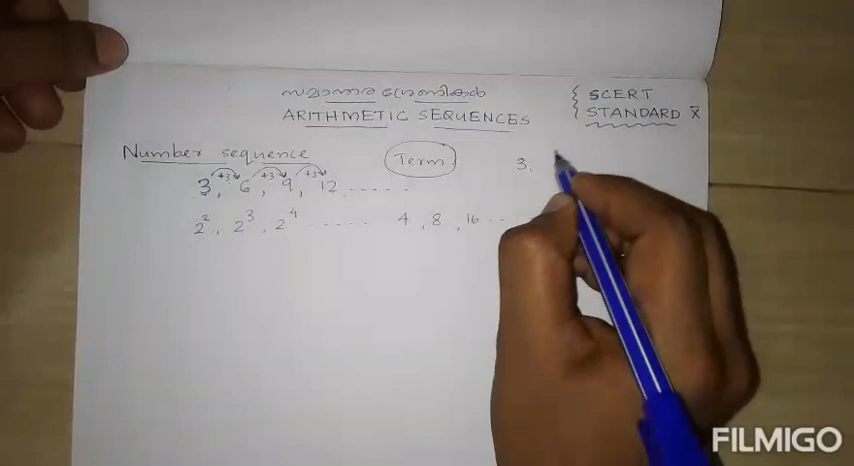 സമാന്തര ശ്രേണികൾ
ARITHMETIC SEQUENCES
SCERT
STANDARD X
Number sequence
Term
3,
+3 +3 +3
3, 6, 9, 12 ......
2², 2³, 2⁴ ...... 4, 8, 16 ...
FILMIGO